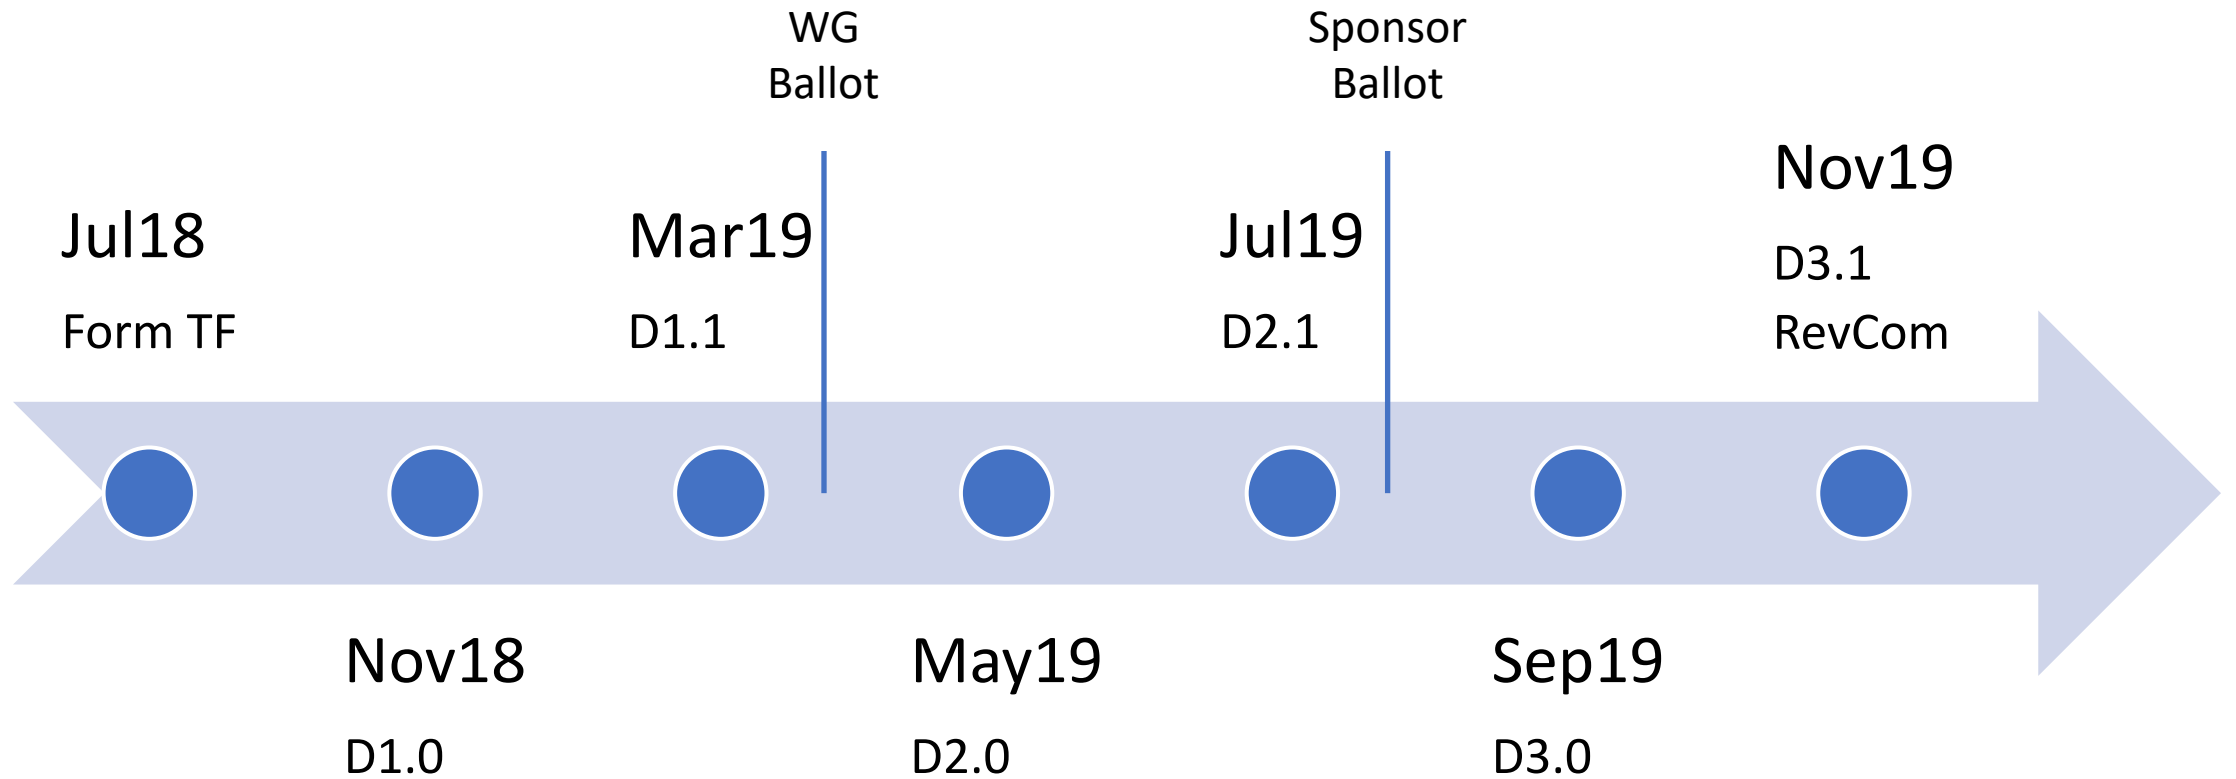 WG
Ballot
Sponsor
Ballot
Jul18
Form TF
Mar19
D1.1
Jul19
D2.1
Nov19
D3.1
RevCom
Nov18
D1.0
May19
D2.0
Sep19
D3.0